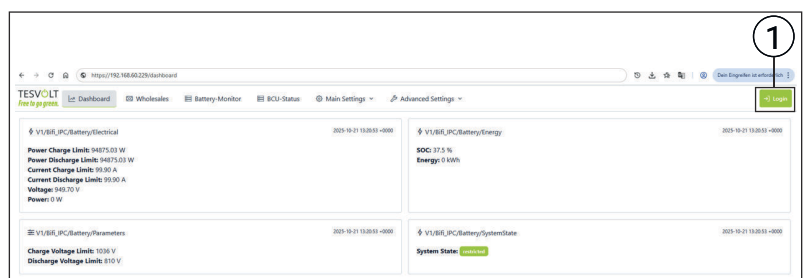 1
https://192.168.60.229/dashboard
Dein Eingreifen ist erforderlich
TESVOLT
Free to go green.
Dashboard
Wholesales
Battery-Monitor
BCU-Status
Main Settings
Advanced Settings
Login
V1/Bifi_IPC/Battery/Electrical
2025-10-21 13:20:53 +0000
Power Charge Limit: 94875.03 W
Power Discharge Limit: 94875.03 W
Current Charge Limit: 99.90 A
Current Discharge Limit: 99.90 A
Voltage: 949.70 V
Power: 0 W
V1/Bifi_IPC/Battery/Energy
2025-10-21 13:20:53 +0000
SOC: 37.5 %
Energy: 0 kWh
V1/Bifi_IPC/Battery/Parameters
2025-10-21 13:20:53 +0000
Charge Voltage Limit: 1036 V
Discharge Voltage Limit: 810 V
V1/Bifi_IPC/Battery/SystemState
2025-10-21 13:20:53 +0000
System State: restricted